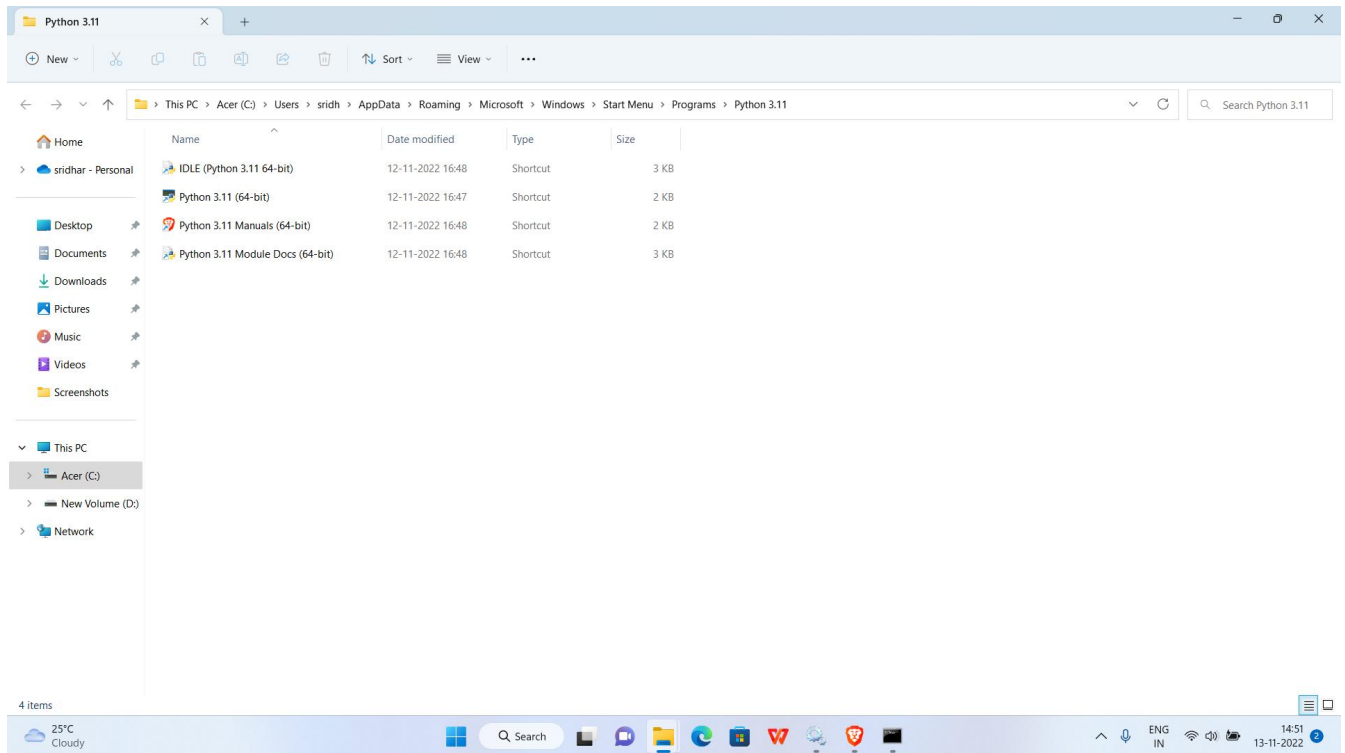 Python 3.11
New
Sort
View
This PC > Acer (C:) > Users > sridh > AppData > Roaming > Microsoft > Windows > Start Menu > Programs > Python 3.11
Search Python 3.11
Home
sridhar - Personal
Desktop
Documents
Downloads
Pictures
Music
Videos
Screenshots
This PC
Acer (C:)
New Volume (D:)
Network
Name Date modified Type Size
IDLE (Python 3.11 64-bit) 12-11-2022 16:48 Shortcut 3 KB
Python 3.11 (64-bit) 12-11-2022 16:47 Shortcut 2 KB
Python 3.11 Manuals (64-bit) 12-11-2022 16:48 Shortcut 2 KB
Python 3.11 Module Docs (64-bit) 12-11-2022 16:48 Shortcut 3 KB
4 items
25°C
Cloudy
Search
ENG
IN
14:51
13-11-2022
2